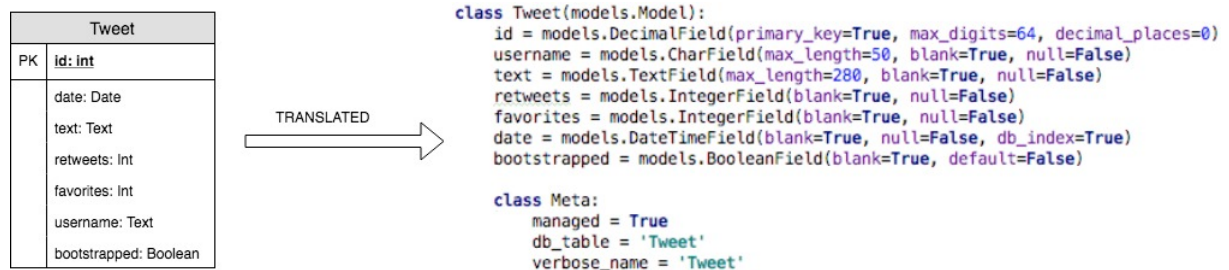 Tweet
PK id: int
date: Date
text: Text
retweets: Int
favorites: Int
username: Text
bootstrapped: Boolean
TRANSLATED
class Tweet(models.Model):
    id = models.DecimalField(primary_key=True, max_digits=64, decimal_places=0)
    username = models.CharField(max_length=50, blank=True, null=False)
    text = models.TextField(max_length=280, blank=True, null=False)
    retweets = models.IntegerField(blank=True, null=False)
    favorites = models.IntegerField(blank=True, null=False)
    date = models.DateTimeField(blank=True, null=False, db_index=True)
    bootstrapped = models.BooleanField(blank=True, default=False)
    class Meta:
        managed = True
        db_table = 'Tweet'
        verbose_name = 'Tweet'